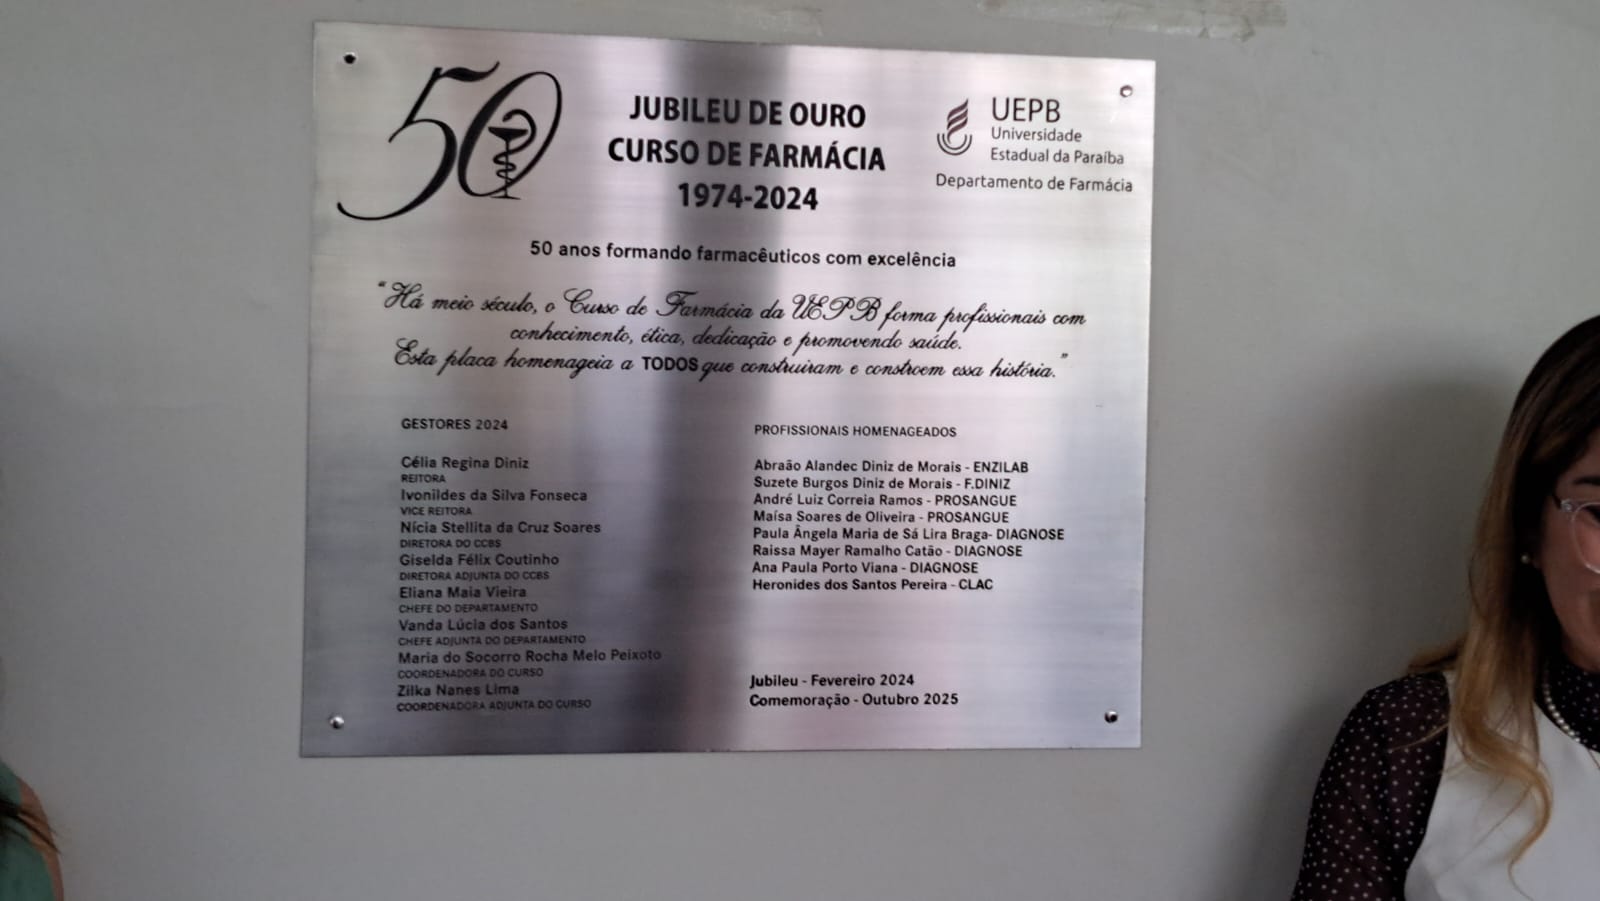 50
JUBILEU DE OURO
CURSO DE FARMÁCIA
1974-2024
UEPB
Universidade
Estadual da Paraíba
Departamento de Farmácia
50 anos formando farmacêuticos com excelência
“Há meio século, o Curso de Farmácia da UEPB forma profissionais com
conhecimento, ética, dedicação e promovendo saúde.
Esta placa homenageia a TODOS que construiram e constroem essa história.”
GESTORES 2024
Célia Regina Diniz
REITORA
Ivonildes da Silva Fonseca
VICE REITORA
Nícia Stellita da Cruz Soares
DIRETORA DO CCBS
Giselda Félix Coutinho
DIRETORA ADJUNTA DO CCBS
Eliana Maia Vieira
CHEFE DO DEPARTAMENTO
Vanda Lúcia dos Santos
CHEFE ADJUNTA DO DEPARTAMENTO
Maria do Socorro Rocha Melo Peixoto
COORDENADORA DO CURSO
Zilka Nanes Lima
COORDENADORA ADJUNTA DO CURSO
PROFISSIONAIS HOMENAGEADOS
Abraão Alandec Diniz de Morais - ENZILAB
Suzete Burgos Diniz de Morais - F.DINIZ
André Luiz Correia Ramos - PROSANGUE
Maísa Soares de Oliveira - PROSANGUE
Paula Ângela Maria de Sá Lira Braga- DIAGNOSE
Raissa Mayer Ramalho Catão - DIAGNOSE
Ana Paula Porto Viana - DIAGNOSE
Heronides dos Santos Pereira - CLAC
Jubileu - Fevereiro 2024
Comemoração - Outubro 2025